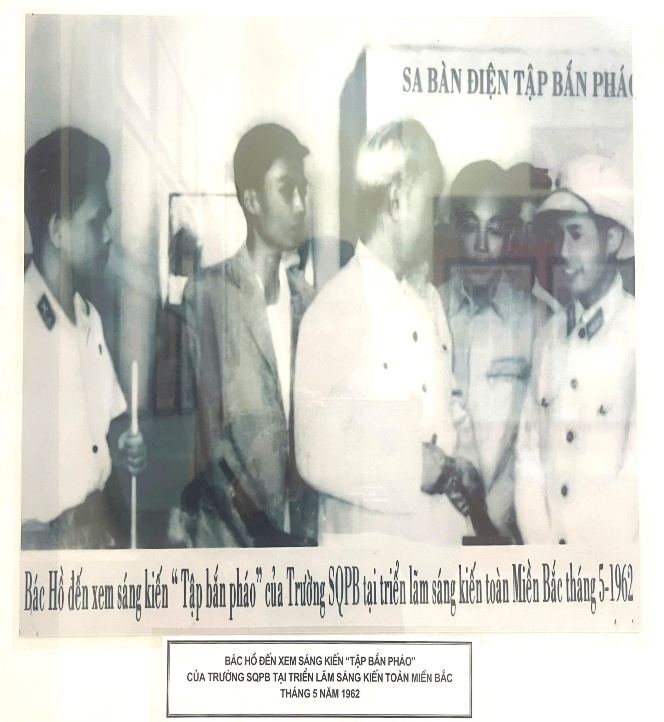 SA BÀN ĐIỆN TẬP BẮN PHÁO
Bác Hồ đến xem sáng kiến “Tập bắn pháo” của Trường SQPB tại triển lãm sáng kiến toàn Miền Bắc tháng 5-1962
BÁC HỒ ĐẾN XEM SÁNG KIẾN “TẬP BẮN PHÁO”
CỦA TRƯỜNG SQPB TẠI TRIỂN LÃM SÁNG KIẾN TOÀN MIỀN BẮC
THÁNG 5 NĂM 1962